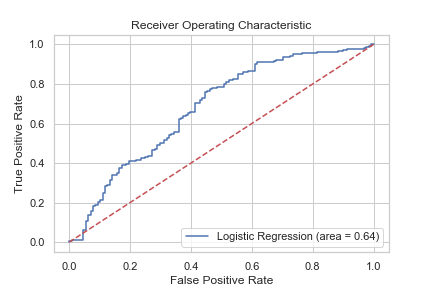 Receiver Operating Characteristic
1.0
0.8
0.6
0.4
0.2
0.0
True Positive Rate
Logistic Regression (area = 0.64)
0.0 0.2 0.4 0.6 0.8 1.0
False Positive Rate